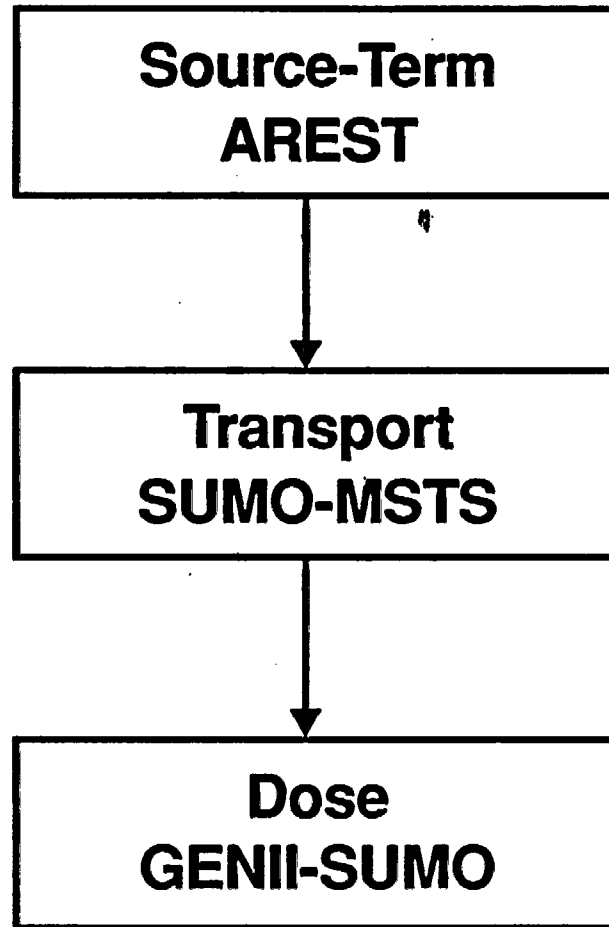 Source-Term
AREST
Transport
SUMO-MSTS
Dose
GENII-SUMO